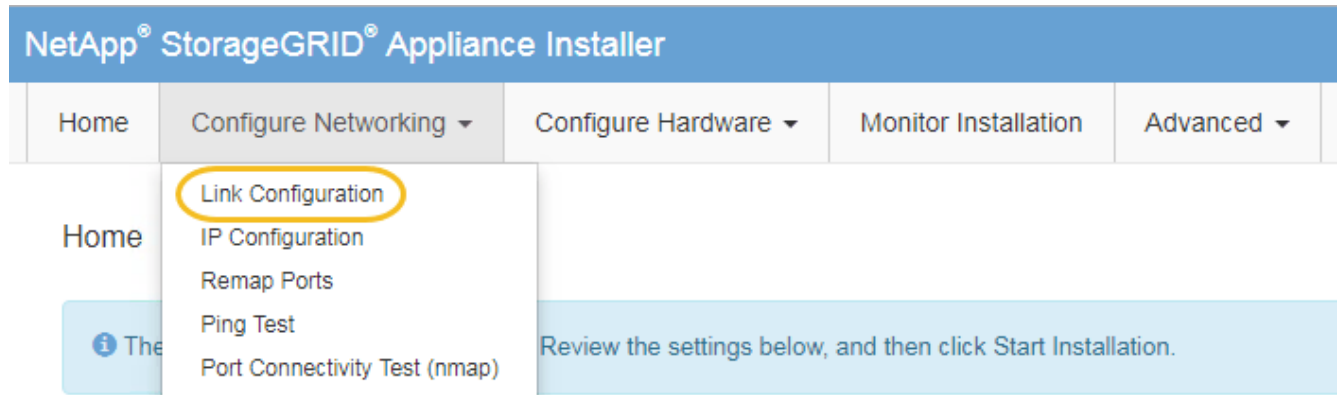 NetApp® StorageGRID® Appliance Installer
Home Configure Networking Configure Hardware Monitor Installation Advanced
Link Configuration
Home IP Configuration
Remap Ports
Ping Test
The Review the settings below, and then click Start Installation.
Port Connectivity Test (nmap)